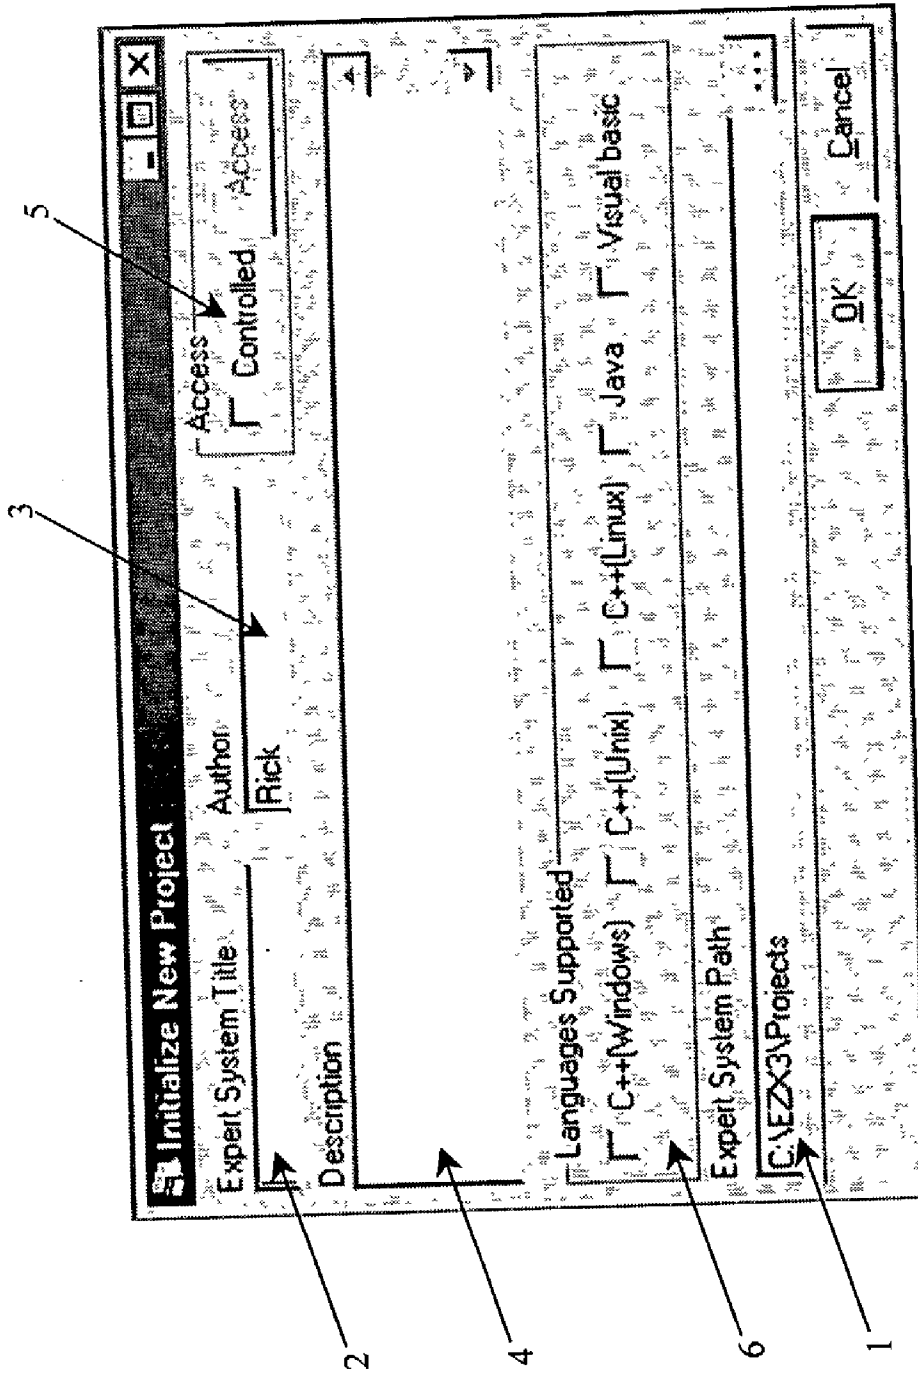 5
3
Initialize New Project
Expert System Title
Author
Access
Rick
Controlled
Access
Description
Languages Supported
C++(Windows)
C++(Unix)
C++(Linux)
Java
Visual basic
Expert System Path
C:\EZX3\Projects
...
OK
Cancel
2
4
6
1